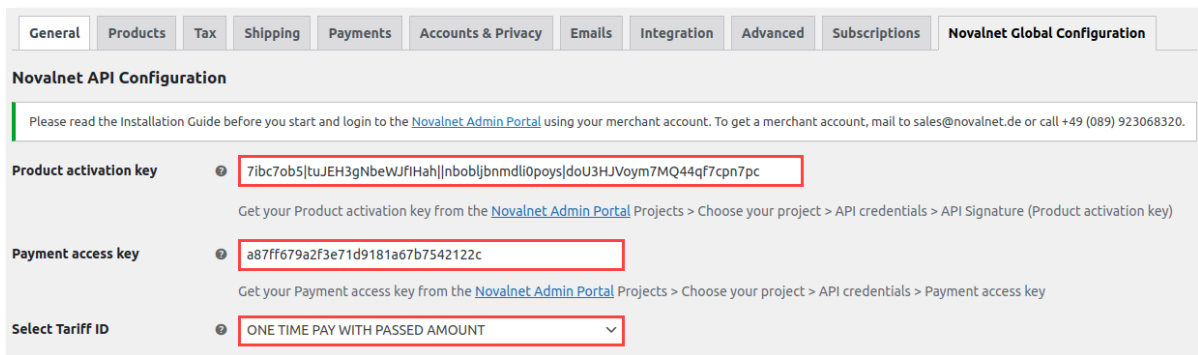 General Products Tax Shipping Payments Accounts & Privacy Emails Integration Advanced Subscriptions Novalnet Global Configuration
Novalnet API Configuration
Please read the Installation Guide before you start and login to the Novalnet Admin Portal using your merchant account. To get a merchant account, mail to sales@novalnet.de or call +49 (089) 923068320.
Product activation key 7ibc7ob5|tuJEH3gNbeWJfIHah||nbobljbnmdli0poys|doU3HJVoym7MQ44qf7cpn7pc
Get your Product activation key from the Novalnet Admin Portal Projects > Choose your project > API credentials > API Signature (Product activation key)
Payment access key a87ff679a2f3e71d9181a67b7542122c
Get your Payment access key from the Novalnet Admin Portal Projects > Choose your project > API credentials > Payment access key
Select Tariff ID ONE TIME PAY WITH PASSED AMOUNT